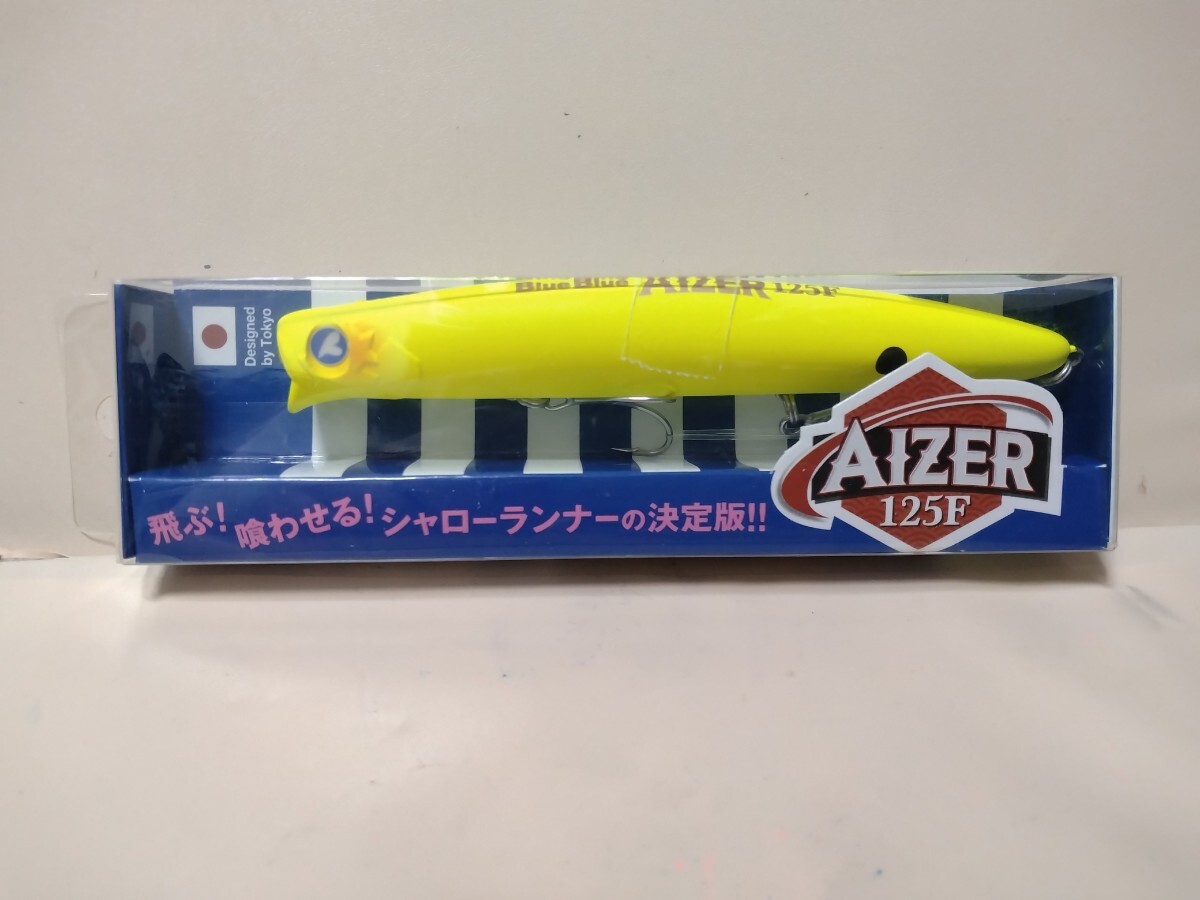 Designed
by Tokyo
BlueBlue AIZER 125F
飛ぶ！喰わせる！シャローランナーの決定版！！
AIZER
125F